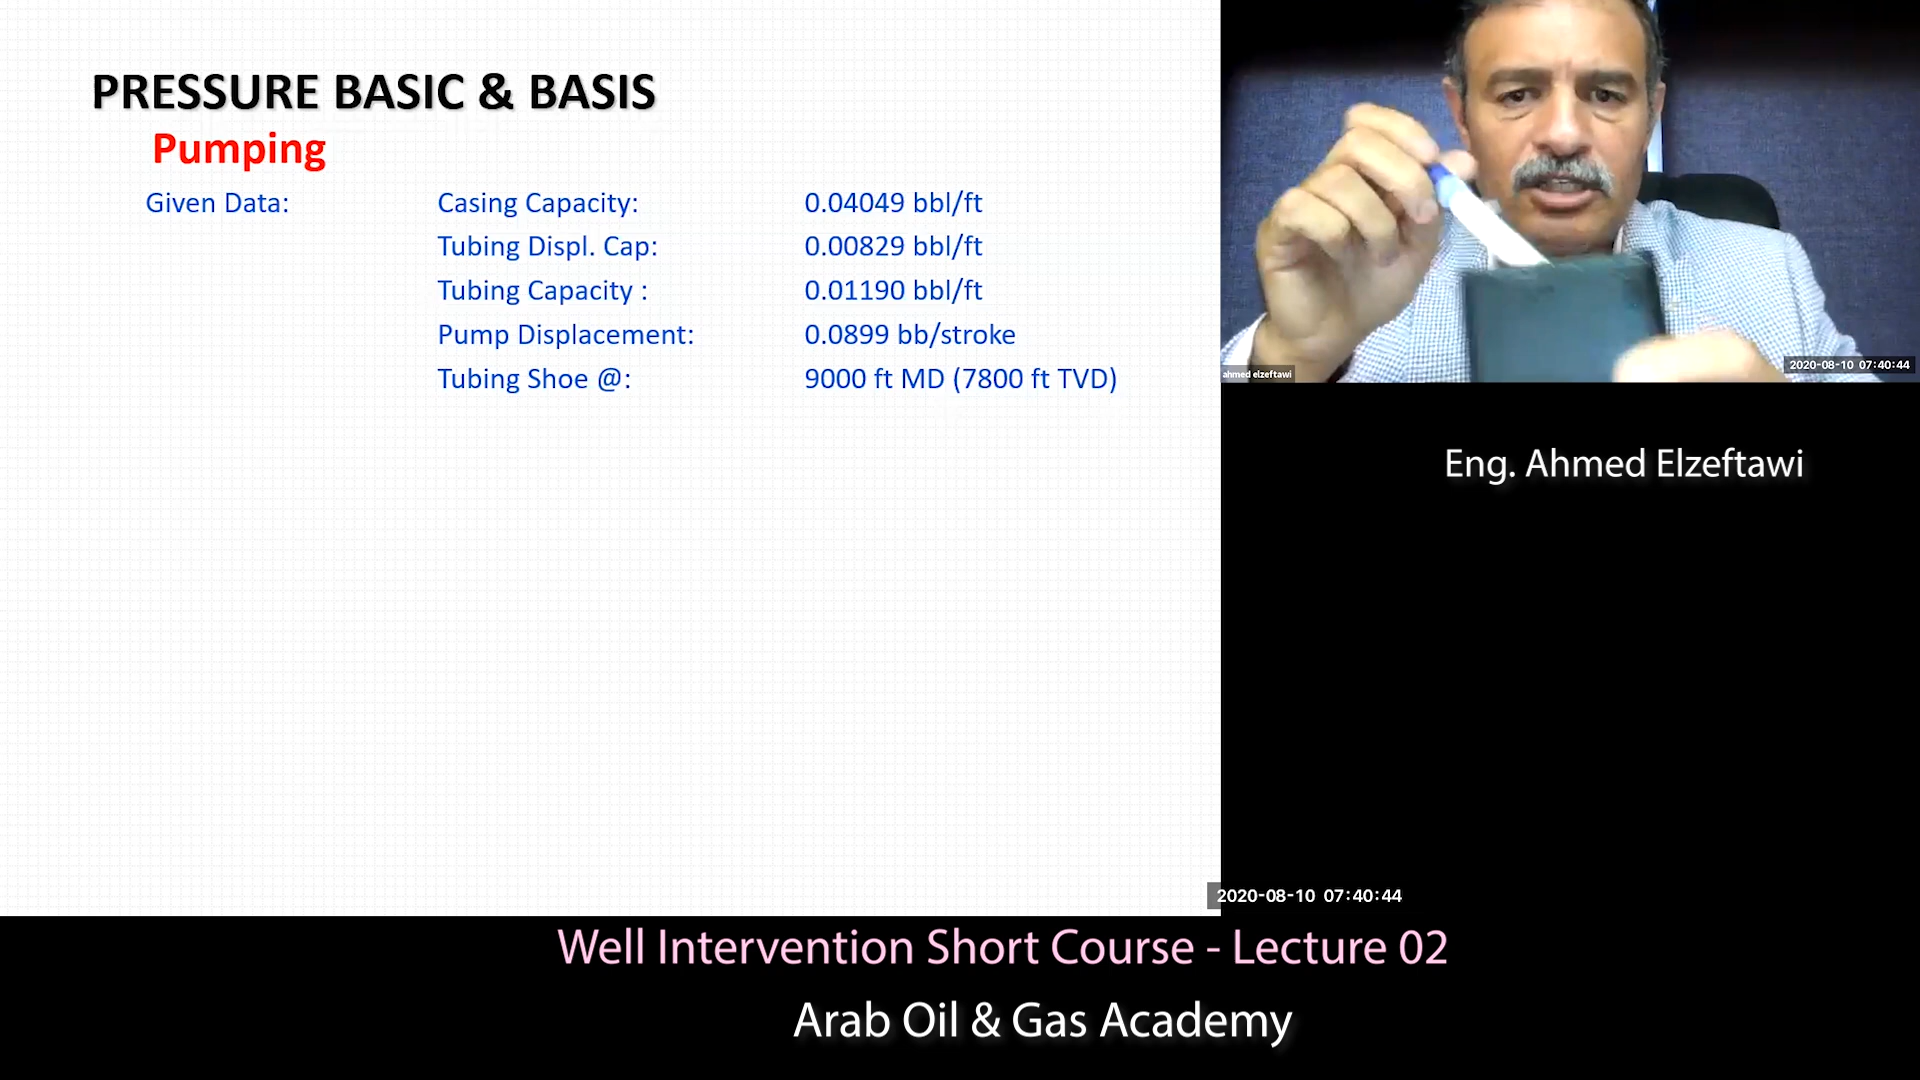 PRESSURE BASIC & BASIS
Pumping
Given Data: Casing Capacity: 0.04049 bbl/ft
Tubing Displ. Cap: 0.00829 bbl/ft
Tubing Capacity : 0.01190 bbl/ft
Pump Displacement: 0.0899 bb/stroke
Tubing Shoe @: 9000 ft MD (7800 ft TVD)
ahmed elzeftawi
2020-08-10 07:40:44
Eng. Ahmed Elzeftawi
2020-08-10 07:40:44
Well Intervention Short Course - Lecture 02
Arab Oil & Gas Academy